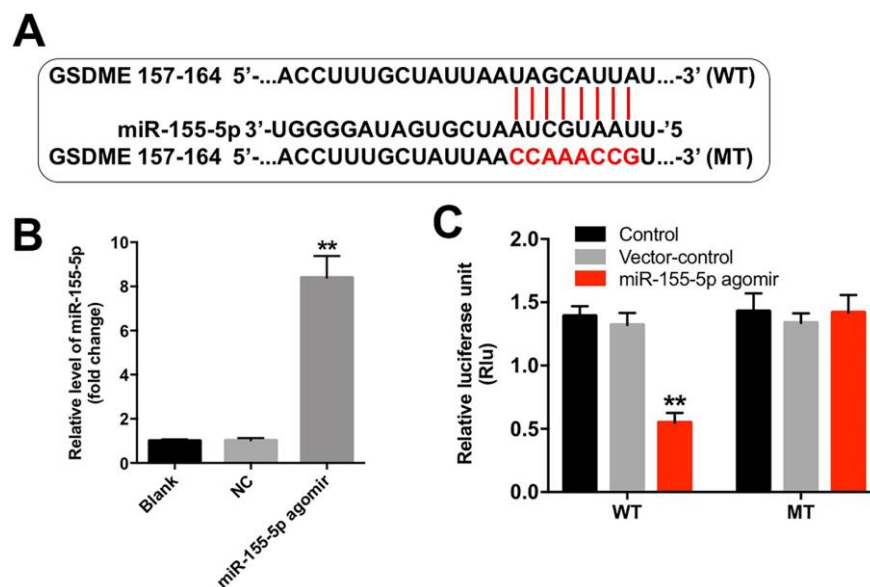 A
GSDME 157-164 5'-...ACCUUUGCUAUUAAUAGCAUUAU...-3' (WT)
miR-155-5p 3'-UGGGGAUAGUGCUAAUCGUAAUU-'5
GSDME 157-164 5'-...ACCUUUGCUAUUAACCAAACCGU...-3' (MT)
B
Relative level of miR-155-5p
(fold change)
10
8
6
4
2
0
**
Blank
NC
miR-155-5p agomir
C
Relative luciferase unit
(Rlu)
2.0
1.5
1.0
0.5
0.0
Control
Vector-control
miR-155-5p agomir
**
WT
MT